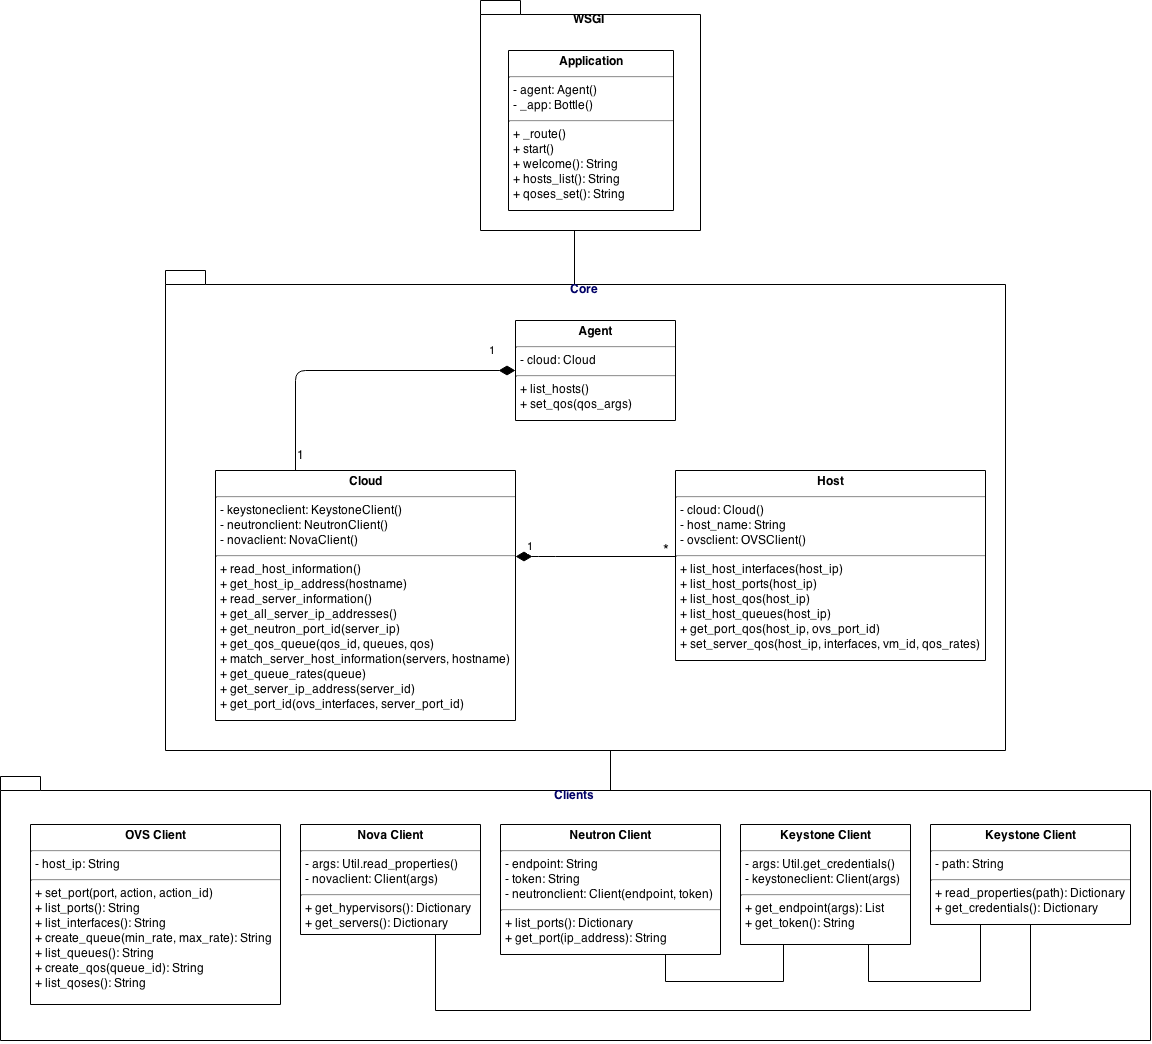 WSGI
Application
- agent: Agent()
- _app: Bottle()
+ _route()
+ start()
+ welcome(): String
+ hosts_list(): String
+ qoses_set(): String
Core
Agent
- cloud: Cloud
+ list_hosts()
+ set_qos(qos_args)
1
1
Cloud
- keystoneclient: KeystoneClient()
- neutronclient: NeutronClient()
- novaclient: NovaClient()
+ read_host_information()
+ get_host_ip_address(hostname)
+ read_server_information()
+ get_all_server_ip_addresses()
+ get_neutron_port_id(server_ip)
+ get_qos_queue(qos_id, queues, qos)
+ match_server_host_information(servers, hostname)
+ get_queue_rates(queue)
+ get_server_ip_address(server_id)
+ get_port_id(ovs_interfaces, server_port_id)
1
*
Host
- cloud: Cloud()
- host_name: String
- ovsclient: OVSClient()
+ list_host_interfaces(host_ip)
+ list_host_ports(host_ip)
+ list_host_qos(host_ip)
+ list_host_queues(host_ip)
+ get_port_qos(host_ip, ovs_port_id)
+ set_server_qos(host_ip, interfaces, vm_id, qos_rates)
Clients
OVS Client
- host_ip: String
+ set_port(port, action, action_id)
+ list_ports(): String
+ list_interfaces(): String
+ create_queue(min_rate, max_rate): String
+ list_queues(): String
+ create_qos(queue_id): String
+ list_qoses(): String
Nova Client
- args: Util.read_properties()
- novaclient: Client(args)
+ get_hypervisors(): Dictionary
+ get_servers(): Dictionary
Neutron Client
- endpoint: String
- token: String
- neutronclient: Client(endpoint, token)
+ list_ports(): Dictionary
+ get_port(ip_address): String
Keystone Client
- args: Util.get_credentials()
- keystoneclient: Client(args)
+ get_endpoint(args): List
+ get_token(): String
Keystone Client
- path: String
+ read_properties(path): Dictionary
+ get_credentials(): Dictionary